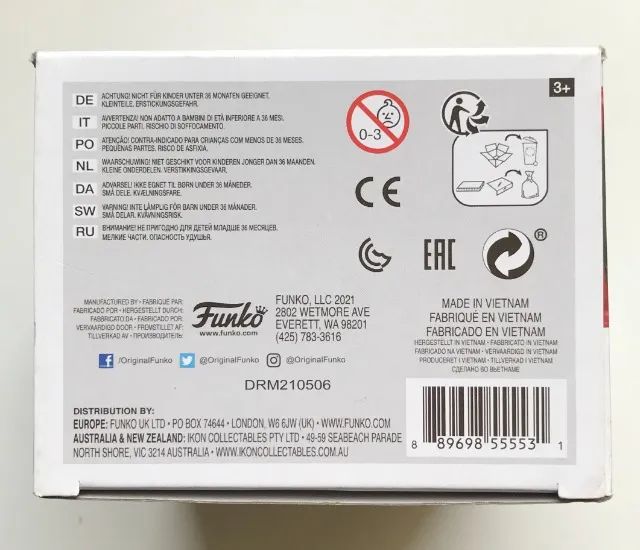 3+
DE ACHTUNG! NICHT FÜR KINDER UNTER 36 MONATEN GEEIGNET.
KLEINTEILE. ERSTICKUNGSGEFAHR.
IT AVVERTENZA! NON ADATTO A BAMBINI DI ETÀ INFERIORE A 36 MESI.
PICCOLE PARTI. RISCHIO DI SOFFOCAMENTO.
PO ATENÇÃO! CONTRA-INDICADO PARA CRIANÇAS COM MENOS DE 36 MESES.
PEQUENAS PARTES. RISCO DE ASFIXIA.
NL WAARSCHUWING! NIET GESCHIKT VOOR KINDEREN JONGER DAN 36 MAANDEN.
KLEINE ONDERDELEN. VERSTIKKINGSGEVAAR.
DA ADVARSEL! IKKE EGNET TIL BØRN UNDER 36 MÅNEDER.
SMÅ DELE. KVÆLNINGSFARE.
SW VARNING! INTE LÄMPLIG FÖR BARN UNDER 36 MÅNADER.
SMÅ DELAR. KVÄVNINGSRISK.
RU ВНИМАНИЕ! НЕ ПРИГОДНО ДЛЯ ДЕТЕЙ МЛАДШЕ 36 МЕСЯЦЕВ.
МЕЛКИЕ ЧАСТИ. ОПАСНОСТЬ УДУШЬЯ.
0-3
CE
EAC
®
MANUFACTURED BY • FABRIQUÉ PAR:
FABRICADO POR • HERGESTELLT DURCH:
FABBRICATO DA • FABRICADO POR:
VERVAARDIGD DOOR • FREMSTILLET AF:
TILLVERKAD AV • ПРОИЗВОДИТЕЛЬ:
Funko
www.funko.com
FUNKO, LLC 2021
2802 WETMORE AVE
EVERETT, WA 98201
(425) 783-3616
/OriginalFunko @OriginalFunko @OriginalFunko
DRM210506
MADE IN VIETNAM
FABRIQUÉ EN VIETNAM
FABRICADO EN VIETNAM
HERGESTELLT IN VIETNAM • FABBRICATO IN VIETNAM
FABRICADO NA VIETNAM • VERVAARDIGD IN VIETNAM
PRODUCERET I VIETNAM • TILLVERKAD I VIETNAM
СДЕЛАНО ВО ВЬЕТНАМЕ
DISTRIBUTION BY:
EUROPE: FUNKO UK LTD • PO BOX 74644 • LONDON, W6 6JW (UK) • WWW.FUNKO.COM
AUSTRALIA & NEW ZEALAND: IKON COLLECTABLES PTY LTD • 49-59 SEABEACH PARADE
NORTH SHORE, VIC 3214 AUSTRALIA • WWW.IKONCOLLECTABLES.COM.AU
8 89698 55553 1